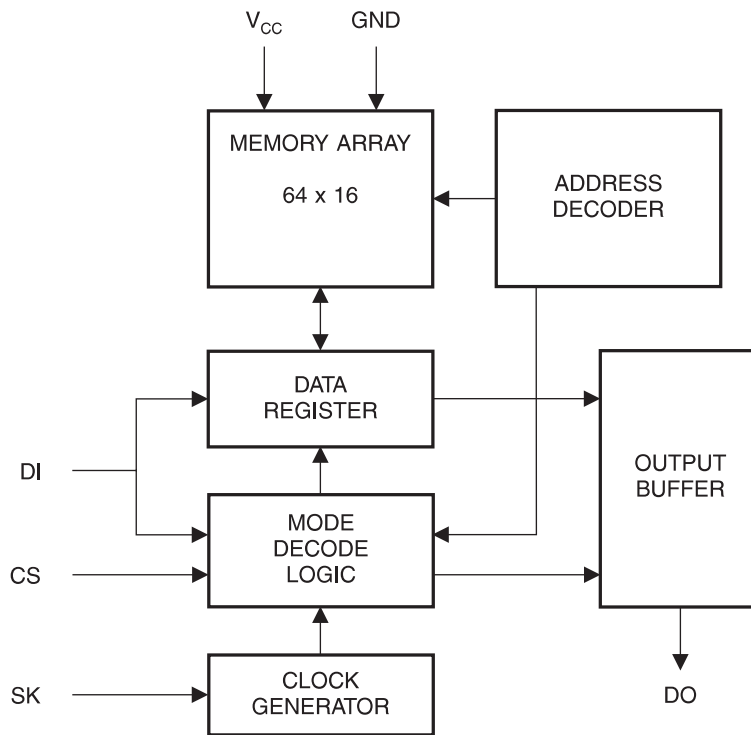 V_CC GND
MEMORY ARRAY
64 x 16
ADDRESS
DECODER
DATA
REGISTER
OUTPUT
BUFFER
DI
MODE
DECODE
LOGIC
CS
CLOCK
GENERATOR
SK
DO